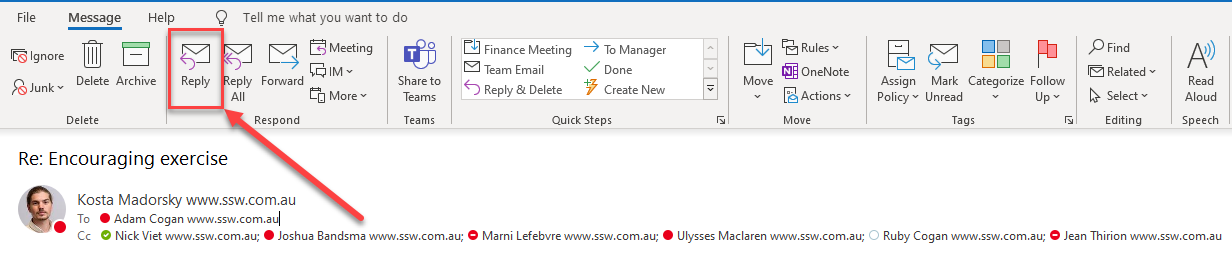 File Message Help Tell me what you want to do
Ignore
Junk
Delete
Archive
Reply
Reply All
Forward
Meeting
IM
More
Share to Teams
Finance Meeting
To Manager
Team Email
Done
Reply & Delete
Create New
Move
Rules
OneNote
Actions
Assign Policy
Mark Unread
Categorize
Follow Up
Find
Related
Select
Read Aloud
Delete Respond Teams Quick Steps Move Tags Editing Speech
Re: Encouraging exercise
Kosta Madorsky www.ssw.com.au
To Adam Cogan www.ssw.com.au
Cc Nick Viet www.ssw.com.au; Joshua Bandsma www.ssw.com.au; Marni Lefebvre www.ssw.com.au; Ulysses Maclaren www.ssw.com.au; Ruby Cogan www.ssw.com.au; Jean Thirion www.ssw.com.au